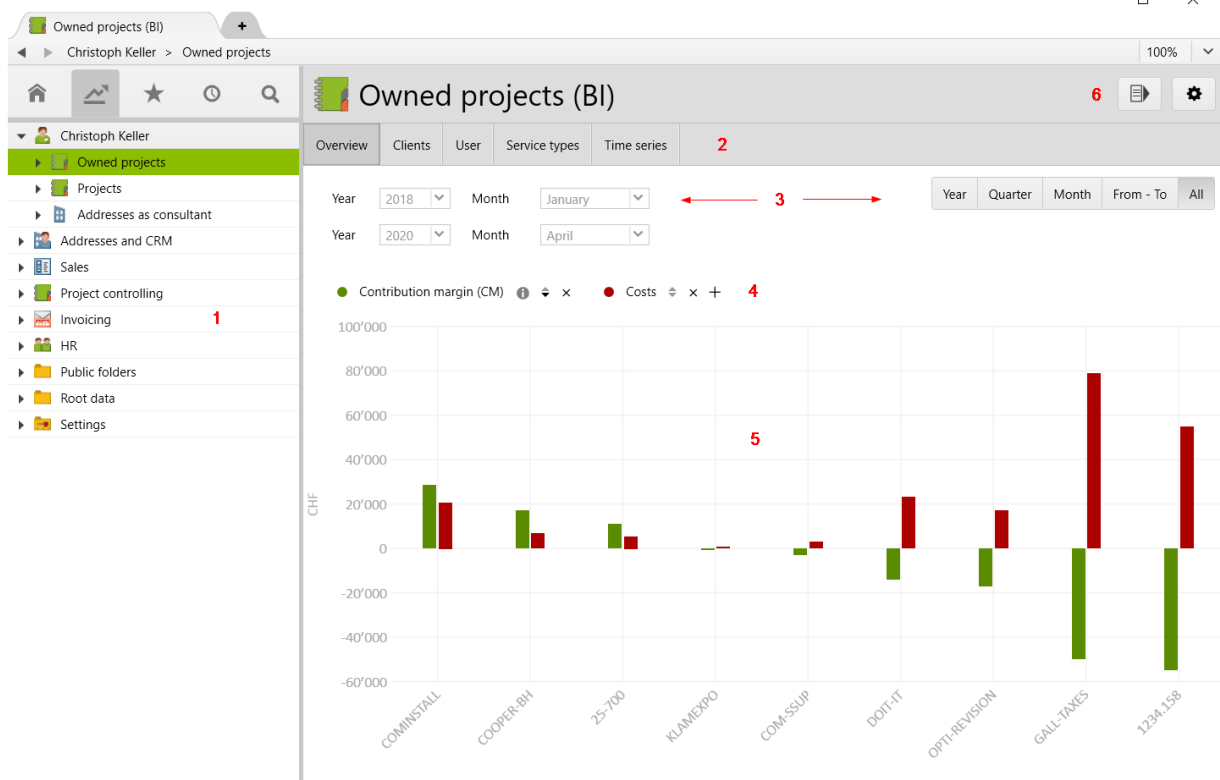 Owned projects (BI) +
Christoph Keller > Owned projects 100%
Owned projects (BI) 6
Christoph Keller
Owned projects
Projects
Addresses as consultant
Addresses and CRM
Sales
Project controlling
Invoicing 1
HR
Public folders
Root data
Settings
Overview Clients User Service types Time series 2
Year 2018 Month January 3 Year Quarter Month From - To All
Year 2020 Month April
Contribution margin (CM) Costs 4
100’000
80’000
60’000
5
40’000
20’000
0
-20’000
-40’000
-60’000
CHF
COMINSTALL COOPER-BH 25-700 KLAMEXPO COM-SSUP DOIT-IT OPTI-REVISION GALL-TAXES 1234.158